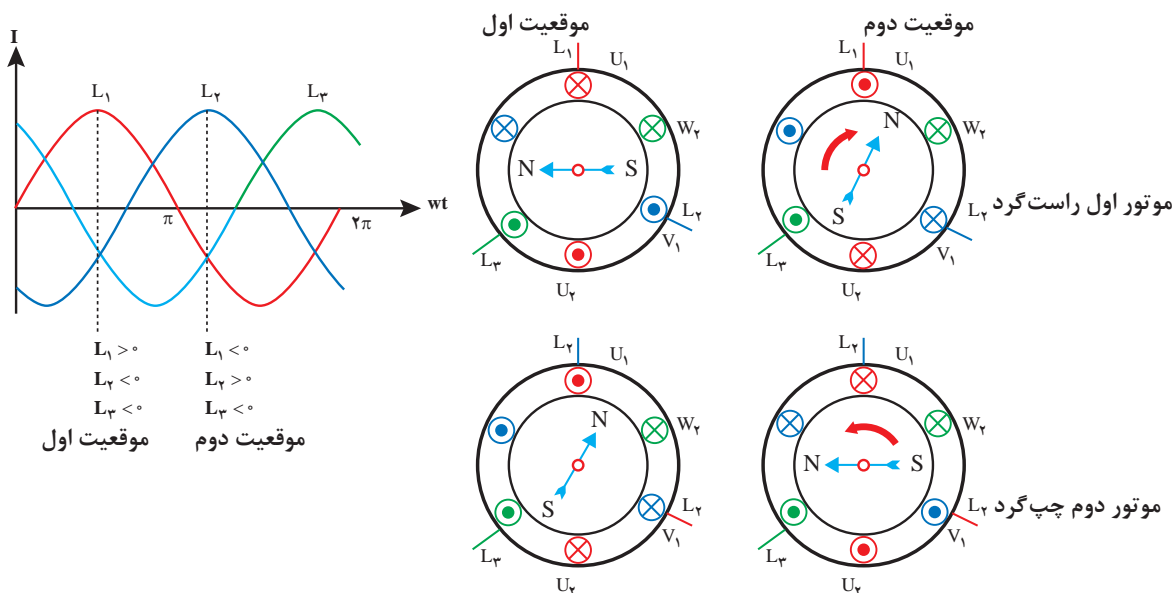 I
L۱
L۲
L۳
wt
π
۲π
L۱ >۰
L۲ <۰
L۳ <۰
موقعیت اول
L۱ <۰
L۲ >۰
L۳ <۰
موقعیت دوم
موقعیت اول
L۱
U۱
W۲
N
S
L۲
V۱
L۳
U۲
موقعیت دوم
L۱
U۱
W۲
N
S
L۲
V۱
L۳
U۲
موتور اول راست‌گرد
L۲
U۱
W۲
N
S
L۲
V۱
L۳
U۲
L۲
U۱
W۲
N
S
L۲
V۱
L۳
U۲
موتور دوم چپ‌گرد